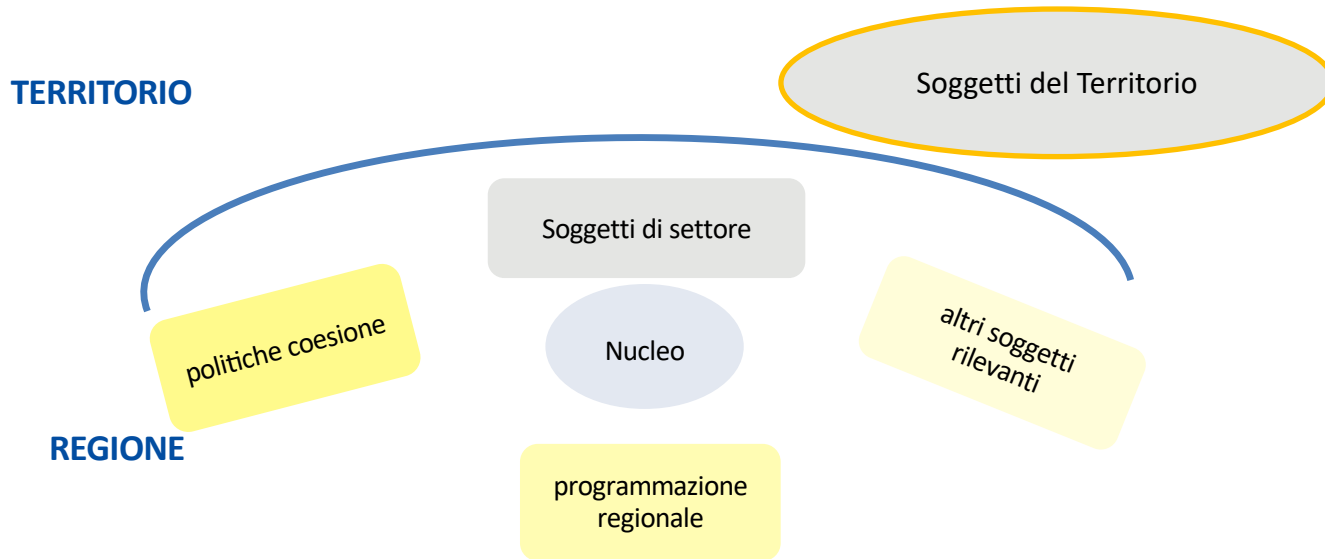 TERRITORIO
Soggetti del Territorio
Soggetti di settore
politiche coesione
Nucleo
altri soggetti
rilevanti
REGIONE
programmazione
regionale